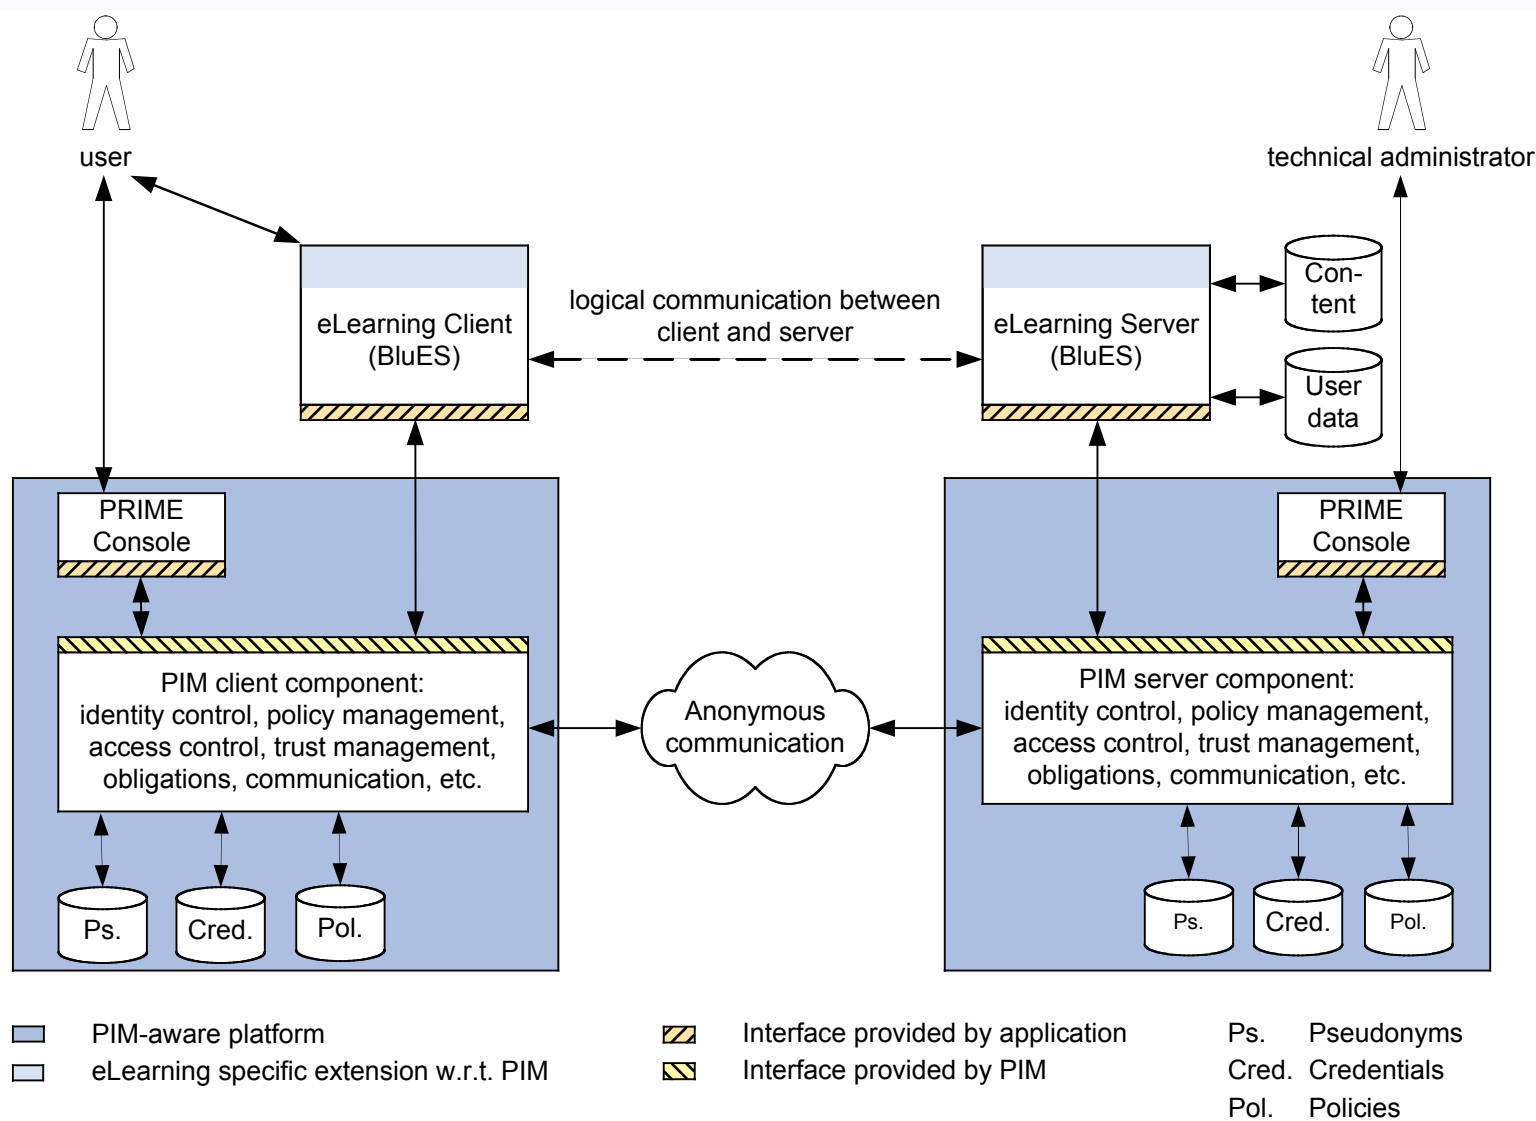 user
technical administrator
Con-
tent
logical communication between
client and server
eLearning Client
(BluES)
eLearning Server
(BluES)
User
data
PRIME
Console
PRIME
Console
PIM client component:
identity control, policy management,
access control, trust management,
obligations, communication, etc.
Anonymous
communication
PIM server component:
identity control, policy management,
access control, trust management,
obligations, communication, etc.
Ps.
Cred.
Pol.
Ps.
Cred.
Pol.
PIM-aware platform
eLearning specific extension w.r.t. PIM
Interface provided by application
Interface provided by PIM
Ps. Pseudonyms
Cred. Credentials
Pol. Policies